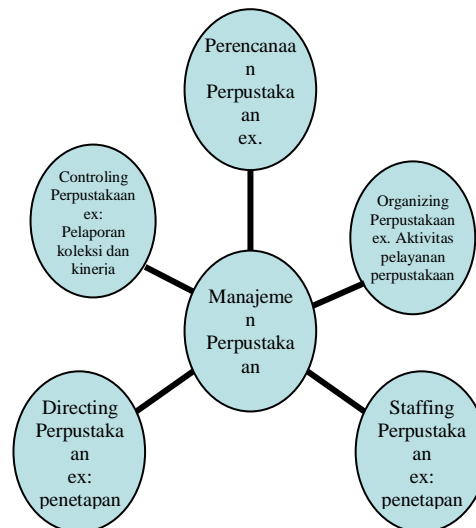 Perencanaa
n
Perpustaka
an
ex.
Controling
Perpustakaan
ex:
Pelaporan
koleksi dan
kinerja
Organizing
Perpustakaan
ex. Aktivitas
pelayanan
perpustakaan
Manajeme
n
Perpustaka
an
Directing
Perpustaka
an
ex:
penetapan
Staffing
Perpustaka
an
ex:
penetapan